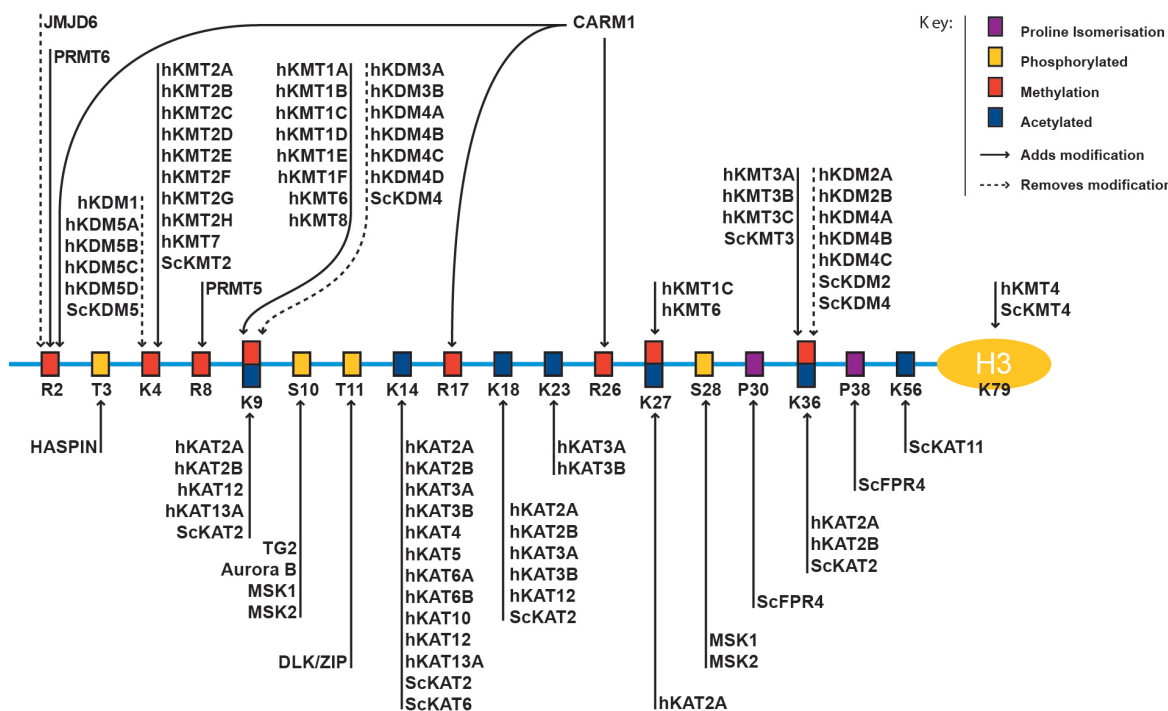 JMJD6
PRMT6
CARM1
Key:
Proline Isomerisation
Phosphorylated
Methylation
Acetylated
Adds modification
Removes modification
hKDM1
hKDM5A
hKDM5B
hKDM5C
hKDM5D
ScKDM5
hKMT2A
hKMT2B
hKMT2C
hKMT2D
hKMT2E
hKMT2F
hKMT2G
hKMT2H
hKMT7
ScKMT2
PRMT5
hKMT1A
hKMT1B
hKMT1C
hKMT1D
hKMT1E
hKMT1F
hKMT6
hKMT8
hKDM3A
hKDM3B
hKDM4A
hKDM4B
hKDM4C
hKDM4D
ScKDM4
hKMT1C
hKMT6
hKMT3A
hKMT3B
hKMT3C
ScKMT3
hKDM2A
hKDM2B
hKDM4A
hKDM4B
hKDM4C
ScKDM2
ScKDM4
hKMT4
ScKMT4
H3
R2
T3
K4
R8
K9
S10
T11
K14
R17
K18
K23
R26
K27
S28
P30
K36
P38
K56
K79
HASPIN
hKAT2A
hKAT2B
hKAT12
hKAT13A
ScKAT2
TG2
Aurora B
MSK1
MSK2
DLK/ZIP
hKAT2A
hKAT2B
hKAT3A
hKAT3B
hKAT4
hKAT5
hKAT6A
hKAT6B
hKAT10
hKAT12
hKAT13A
ScKAT2
ScKAT6
hKAT2A
hKAT2B
hKAT3A
hKAT3B
hKAT12
ScKAT2
hKAT3A
hKAT3B
hKAT2A
MSK1
MSK2
ScFPR4
hKAT2A
hKAT2B
ScKAT2
ScFPR4
ScKAT11